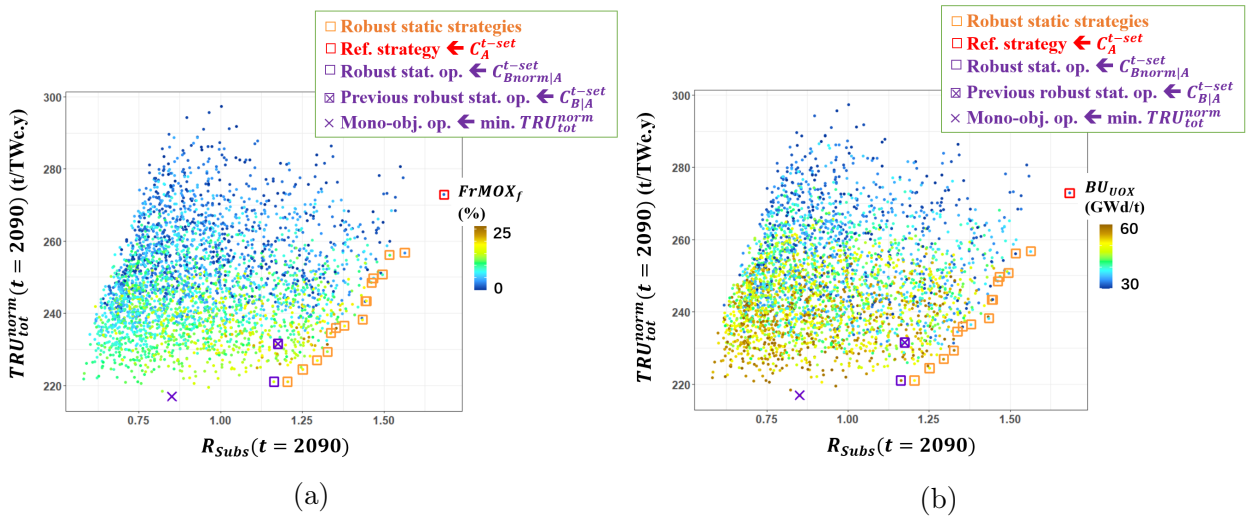 Robust static strategies
Ref. strategy ← C_A^{t−set}
Robust stat. op. ← C_{Bnorm|A}^{t−set}
Previous robust stat. op. ← C_{B|A}^{t−set}
Mono-obj. op. ← min. TRU_{tot}^{norm}
TRU_{tot}^{norm}(t = 2090) (t/TWe.y)
300
280
260
240
220
0.75 1.00 1.25 1.50
R_{Subs}(t = 2090)
FrMOX_f
(%)
25
0
(a)
Robust static strategies
Ref. strategy ← C_A^{t−set}
Robust stat. op. ← C_{Bnorm|A}^{t−set}
Previous robust stat. op. ← C_{B|A}^{t−set}
Mono-obj. op. ← min. TRU_{tot}^{norm}
TRU_{tot}^{norm}(t = 2090) (t/TWe.y)
300
280
260
240
220
0.75 1.00 1.25 1.50
R_{Subs}(t = 2090)
BU_{UOX}
(GWd/t)
60
30
(b)